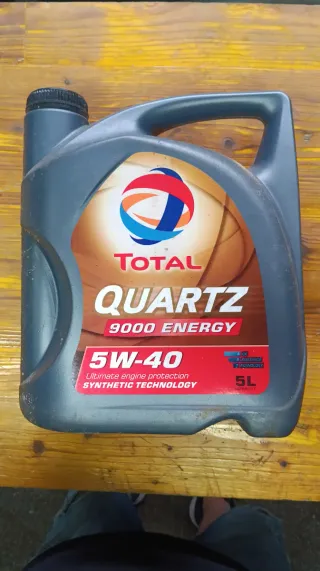 TOTAL
QUARTZ
9000 ENERGY
5W-40
Ultimate engine protection
SYNTHETIC TECHNOLOGY
5L